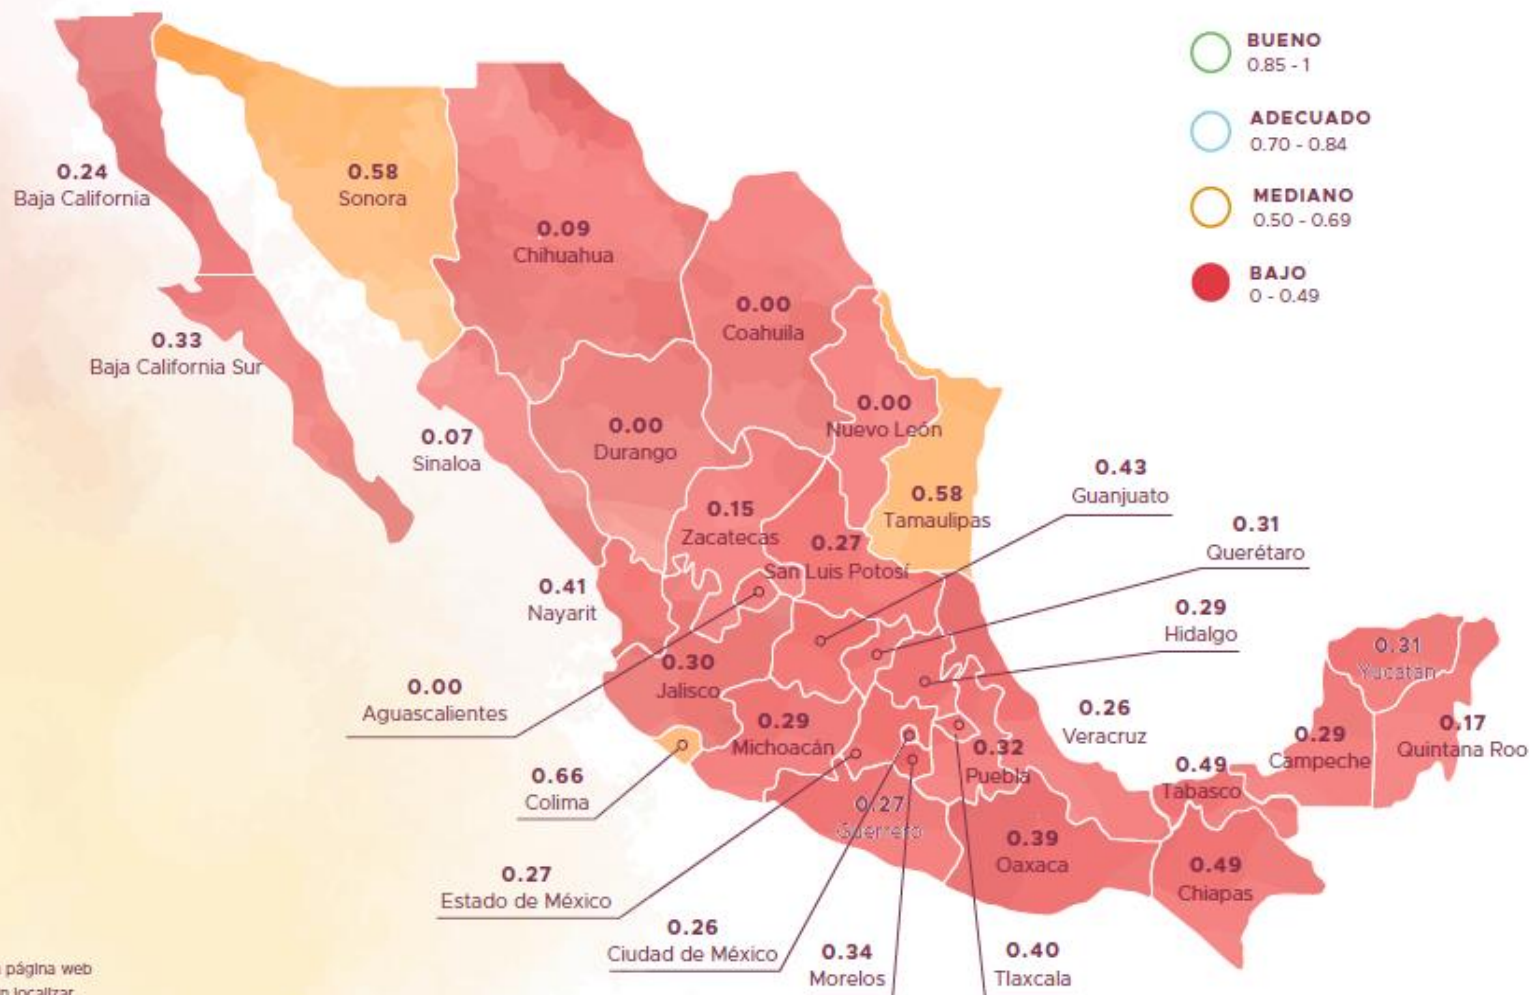 BUENO
0.85 - 1
ADECUADO
0.70 - 0.84
MEDIANO
0.50 - 0.69
BAJO
0 - 0.49
0.24
Baja California
0.58
Sonora
0.09
Chihuahua
0.00
Coahuila
0.33
Baja California Sur
0.07
Sinaloa
0.00
Durango
0.00
Nuevo León
0.43
Guanjuato
0.58
Tamaulipas
0.15
Zacatecas
0.27
San Luis Potosí
0.31
Querétaro
0.41
Nayarit
0.29
Hidalgo
0.30
Jalisco
0.31
Yucatán
0.00
Aguascalientes
0.29
Michoacán
0.26
Veracruz
0.32
Puebla
0.29
Campeche
0.17
Quintana Roo
0.49
Tabasco
0.66
Colima
0.27
Guerrero
0.39
Oaxaca
0.49
Chiapas
0.27
Estado de México
0.26
Ciudad de México
0.34
Morelos
0.40
Tlaxcala
página web
n localizar